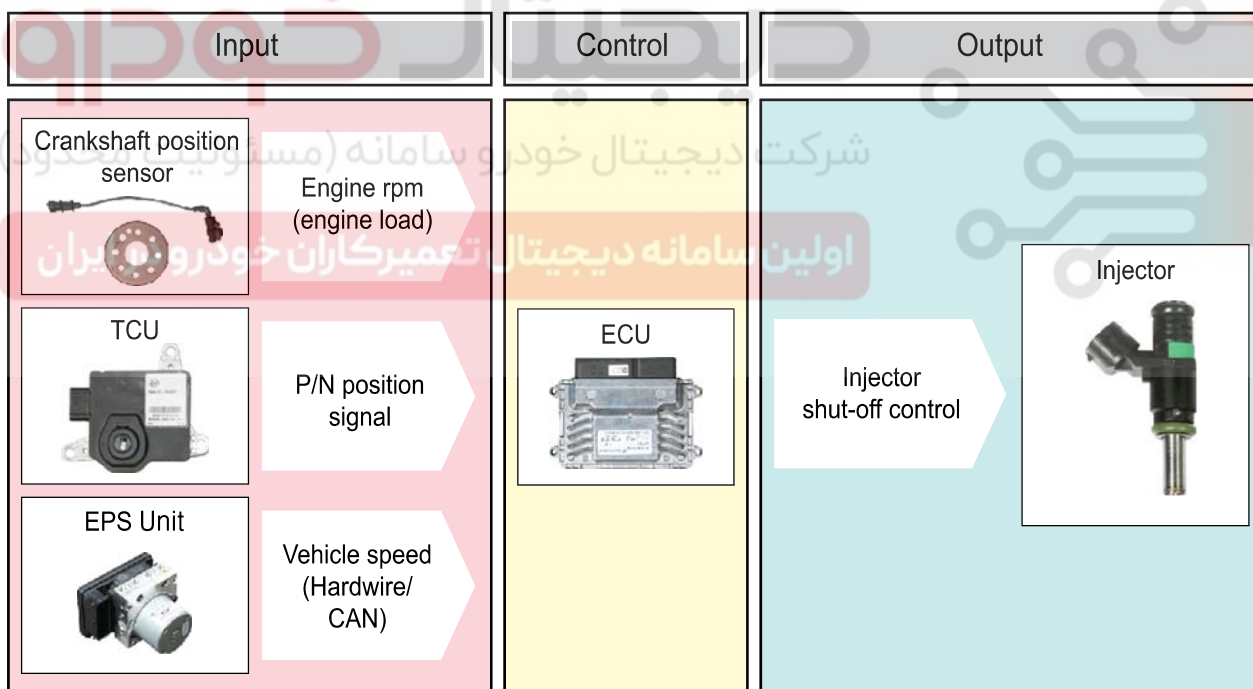 Input
Control
Output
دیجیتال خودرو
شرکت دیجیتال خودرو سامانه (مسئولیت محدود)
اولین سامانه دیجیتال تعمیرکاران خودرو در ایران
Crankshaft position
sensor
Engine rpm
(engine load)
TCU
P/N position
signal
EPS Unit
Vehicle speed
(Hardwire/
CAN)
ECU
Injector
shut-off control
Injector